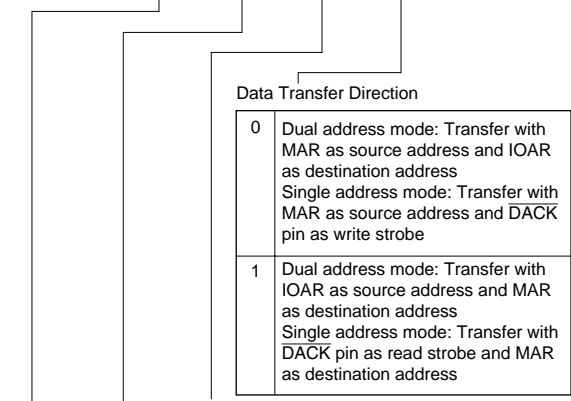 Data Transfer Direction
0 Dual address mode: Transfer with
MAR as source address and IOAR
as destination address
Single address mode: Transfer with
MAR as source address and D̅A̅C̅K̅
pin as write strobe
1 Dual address mode: Transfer with
IOAR as source address and MAR
as destination address
Single address mode: Transfer with
D̅A̅C̅K̅ pin as read strobe and MAR
as destination address